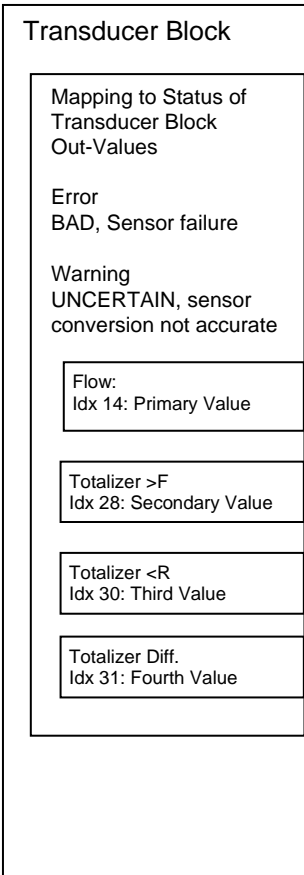 Transducer Block
Mapping to Status of
Transducer Block
Out-Values
Error
BAD, Sensor failure
Warning
UNCERTAIN, sensor
conversion not accurate
Flow:
Idx 14: Primary Value
Totalizer >F
Idx 28: Secondary Value
Totalizer <R
Idx 30: Third Value
Totalizer Diff.
Idx 31: Fourth Value